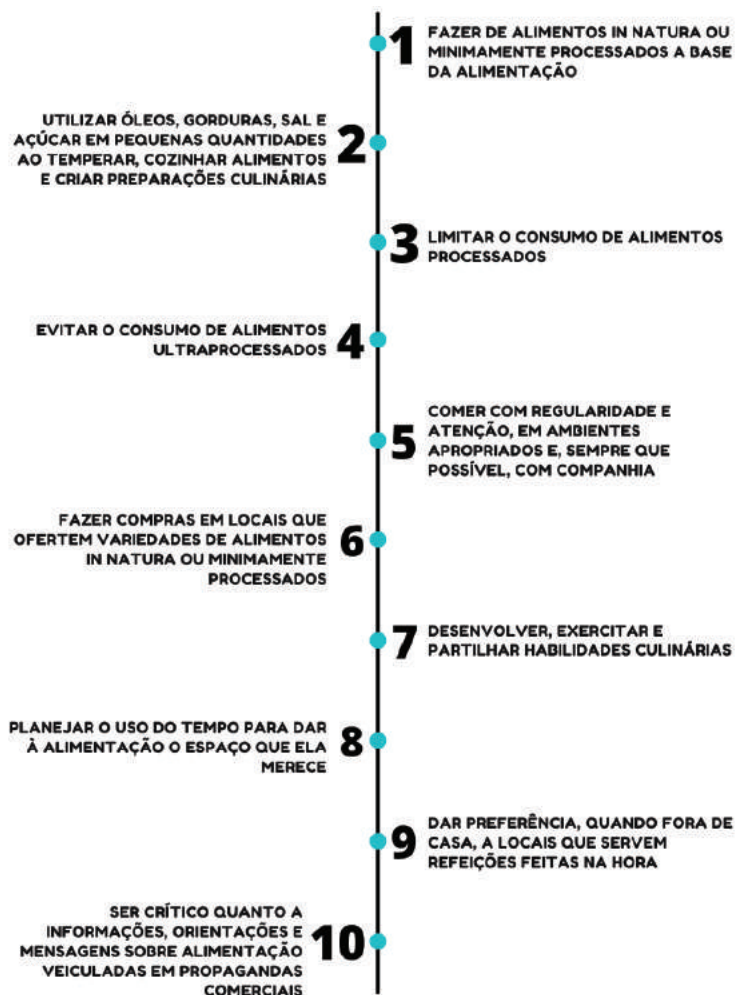 1
FAZER DE ALIMENTOS IN NATURA OU
MINIMAMENTE PROCESSADOS A BASE
DA ALIMENTAÇÃO
UTILIZAR ÓLEOS, GORDURAS, SAL E
AÇÚCAR EM PEQUENAS QUANTIDADES
AO TEMPERAR, COZINHAR ALIMENTOS
E CRIAR PREPARAÇÕES CULINÁRIAS
2
3
LIMITAR O CONSUMO DE ALIMENTOS
PROCESSADOS
EVITAR O CONSUMO DE ALIMENTOS
ULTRAPROCESSADOS
4
5
COMER COM REGULARIDADE E
ATENÇÃO, EM AMBIENTES
APROPRIADOS E, SEMPRE QUE
POSSÍVEL, COM COMPANHIA
FAZER COMPRAS EM LOCAIS QUE
OFERTEM VARIEDADES DE ALIMENTOS
IN NATURA OU MINIMAMENTE
PROCESSADOS
6
7
DESENVOLVER, EXERCITAR E
PARTILHAR HABILIDADES CULINÁRIAS
PLANEJAR O USO DO TEMPO PARA DAR
À ALIMENTAÇÃO O ESPAÇO QUE ELA
MERECE
8
9
DAR PREFERÊNCIA, QUANDO FORA DE
CASA, A LOCAIS QUE SERVEM
REFEIÇÕES FEITAS NA HORA
SER CRÍTICO QUANTO A
INFORMAÇÕES, ORIENTAÇÕES E
MENSAGENS SOBRE ALIMENTAÇÃO
VEICULADAS EM PROPAGANDAS
COMERCIAIS
10